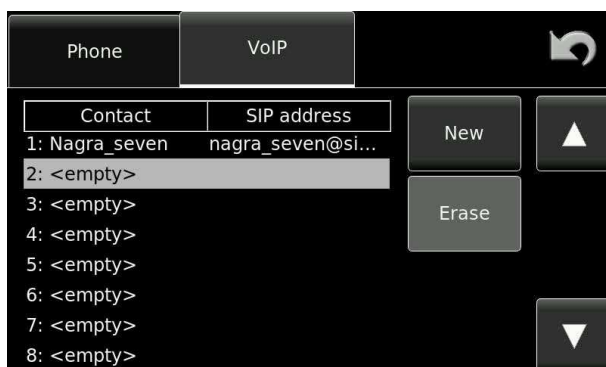 Phone VoIP
Contact SIP address
New
1: Nagra_seven nagra_seven@si...
2: <empty>
3: <empty>
Erase
4: <empty>
5: <empty>
6: <empty>
7: <empty>
8: <empty>